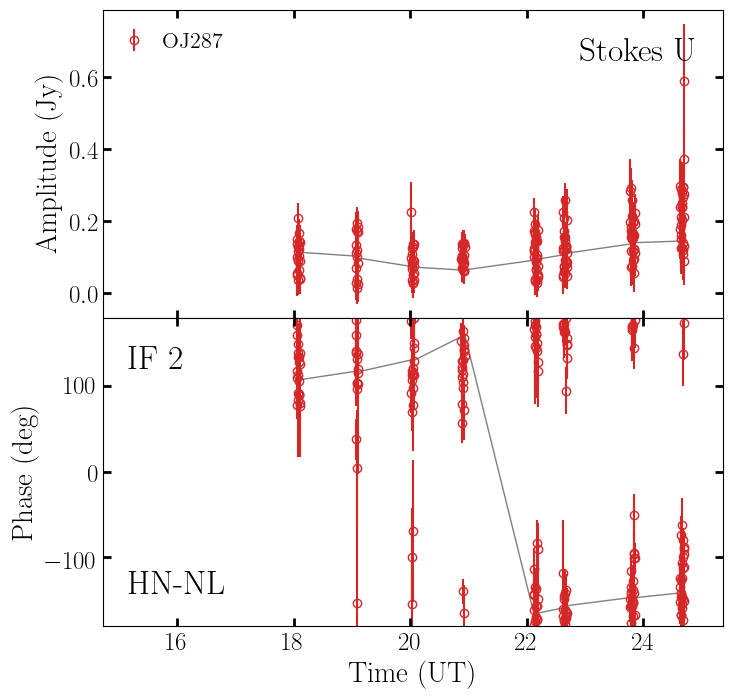 OJ287
Stokes U
Amplitude (Jy)
0.6
0.4
0.2
0.0
IF 2
HN-NL
Phase (deg)
100
0
−100
16 18 20 22 24
Time (UT)